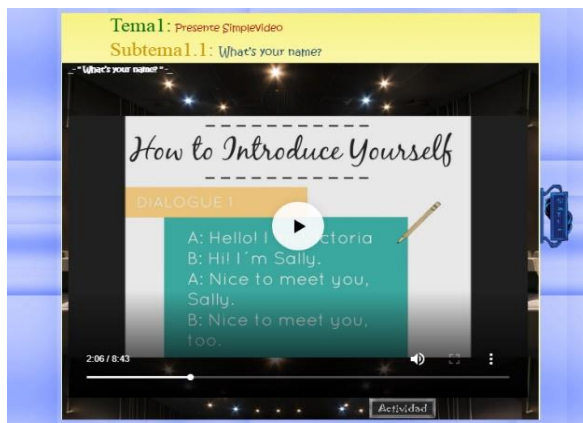 Tema1: Presente SimpleVideo
Subtema1.1: What's your name?
_-"What's your name?"-_
How to Introduce Yourself
DIALOGUE 1
A: Hello! I ctoria
B: Hi! I´m Sally.
A: Nice to meet you,
Sally.
B: Nice to meet you,
too.
2:06 / 8:43
Actividad